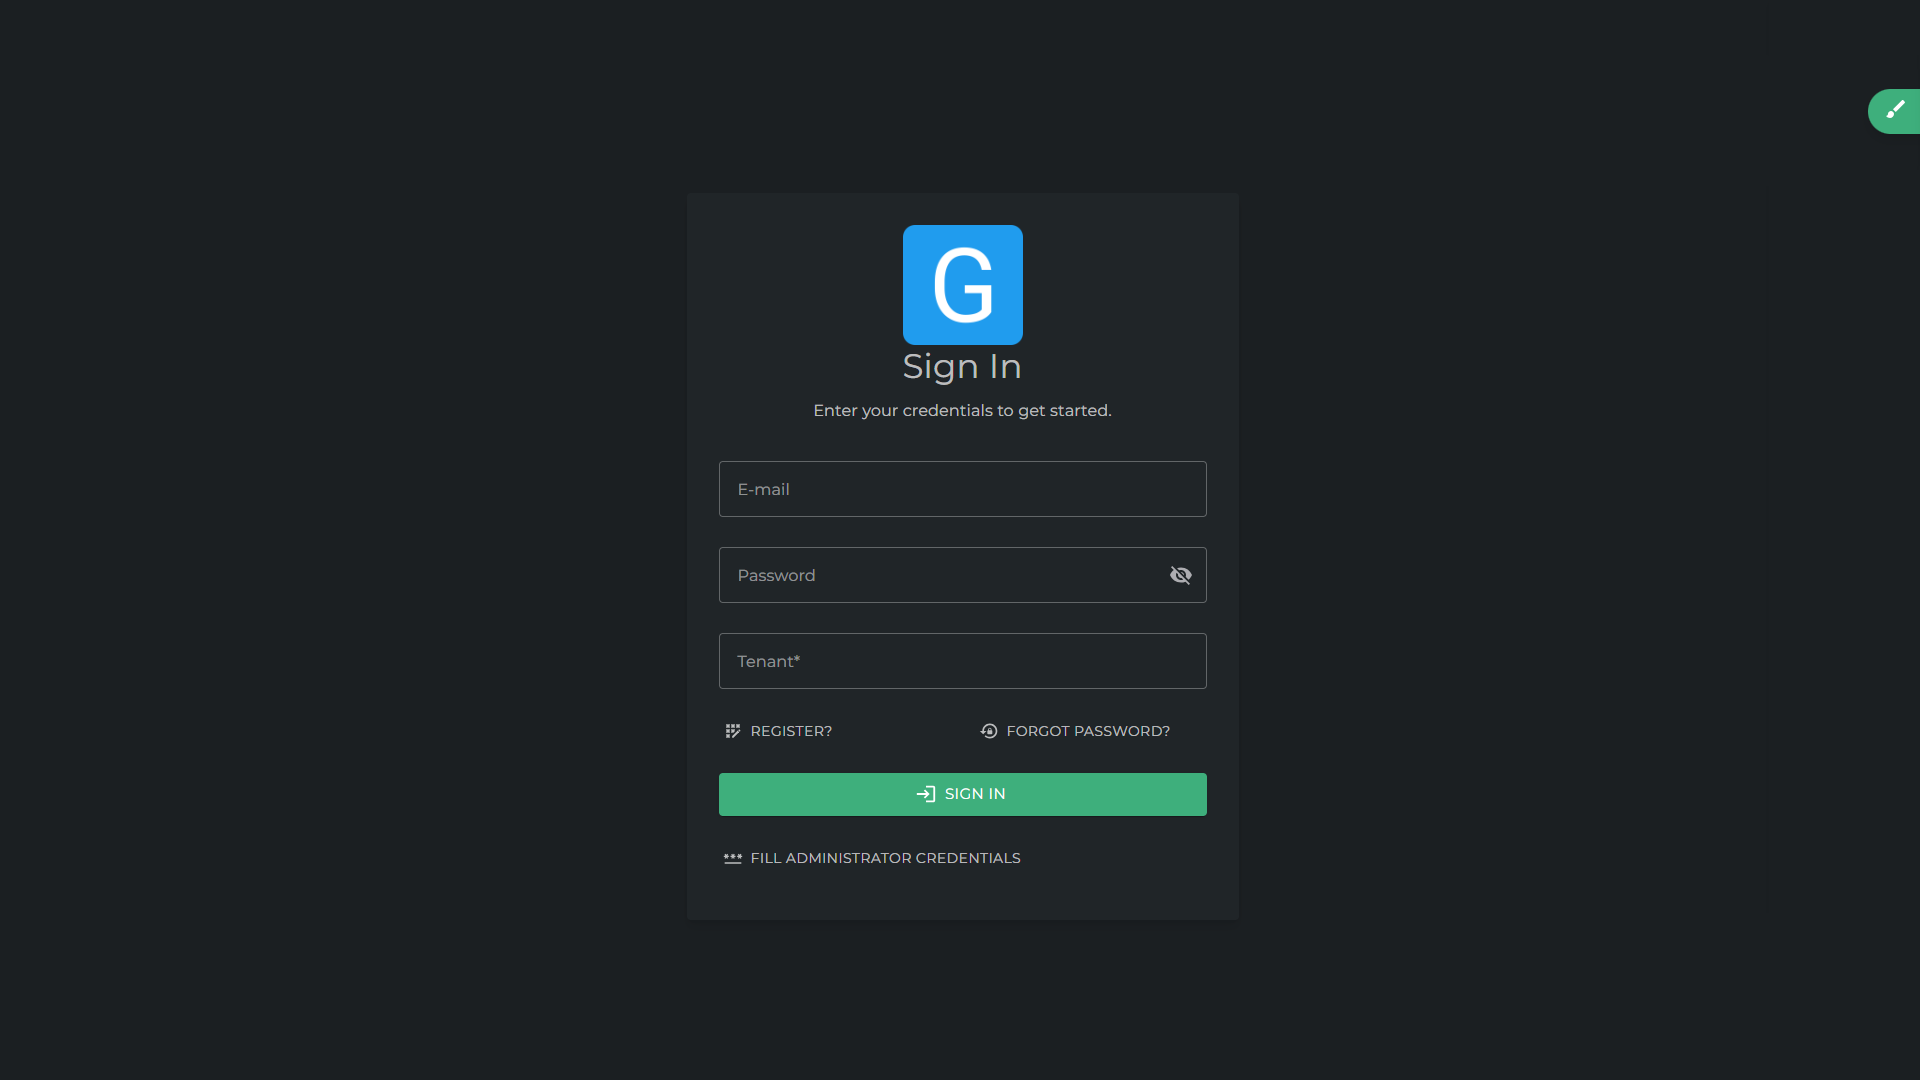 G
Sign In
Enter your credentials to get started.
E-mail
Password
Tenant*
REGISTER?
FORGOT PASSWORD?
SIGN IN
FILL ADMINISTRATOR CREDENTIALS